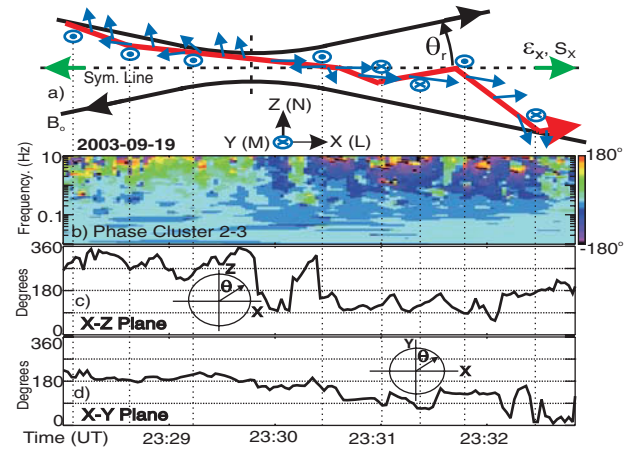 θr
εx, Sx
Sym. Line
a)
Bo
Z (N)
Y (M)
X (L)
2003-09-19
Frequency. (Hz)
10
0.1
b) Phase Cluster 2-3
180°
-180°
Degrees
360
180
0
c)
X-Z Plane
Z
θ
X
Degrees
360
180
0
d)
X-Y Plane
Y
θ
X
Time (UT)
23:29
23:30
23:31
23:32